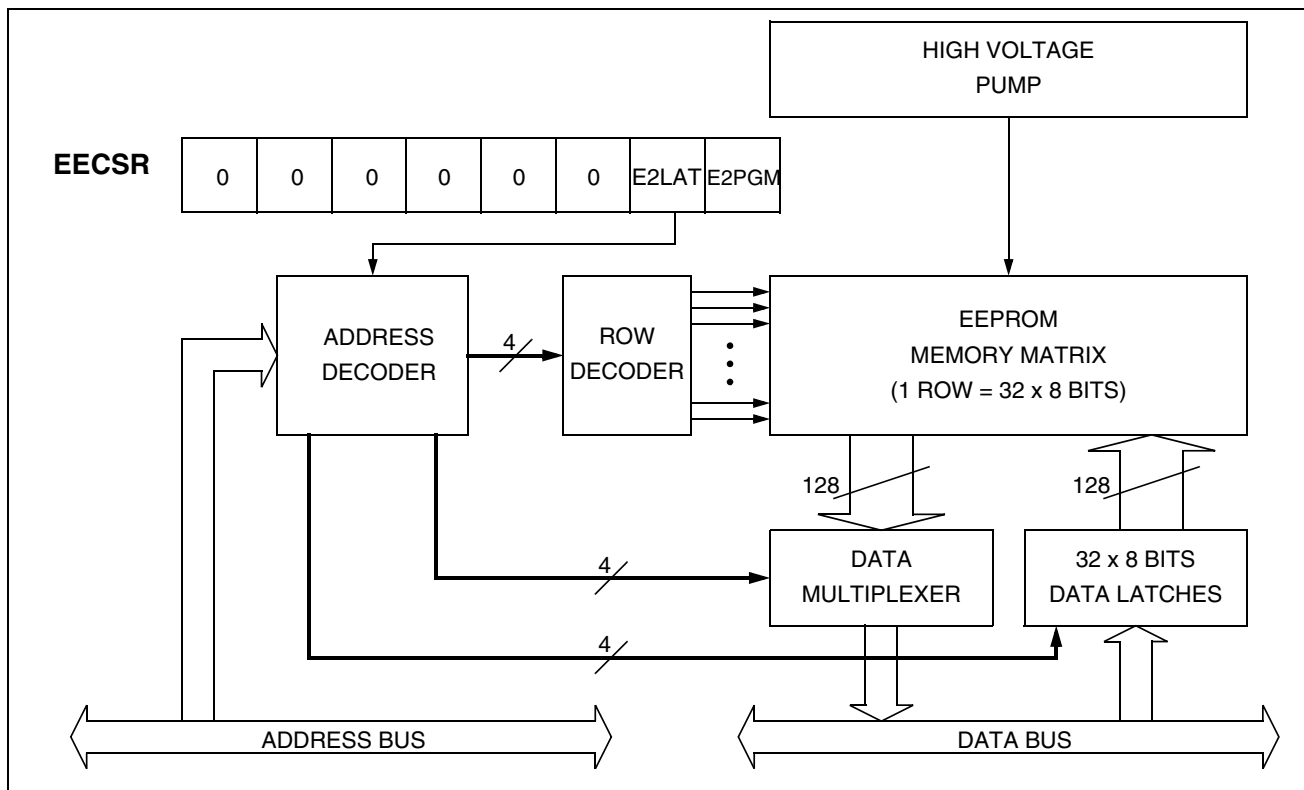 HIGH VOLTAGE
PUMP
EECSR
0 0 0 0 0 0 E2LAT E2PGM
ADDRESS
DECODER
4
ROW
DECODER
EEPROM
MEMORY MATRIX
(1 ROW = 32 x 8 BITS)
128
128
4
DATA
MULTIPLEXER
32 x 8 BITS
DATA LATCHES
4
ADDRESS BUS
DATA BUS